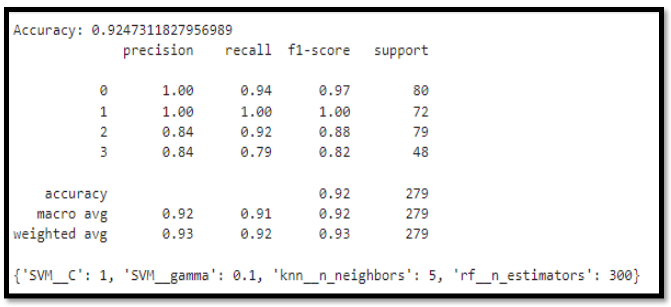 Accuracy: 0.9247311827956989
precision recall f1-score support
0 1.00 0.94 0.97 80
1 1.00 1.00 1.00 72
2 0.84 0.92 0.88 79
3 0.84 0.79 0.82 48
accuracy 0.92 279
macro avg 0.92 0.91 0.92 279
weighted avg 0.93 0.92 0.93 279
{'SVM__C': 1, 'SVM__gamma': 0.1, 'knn__n_neighbors': 5, 'rf__n_estimators': 300}